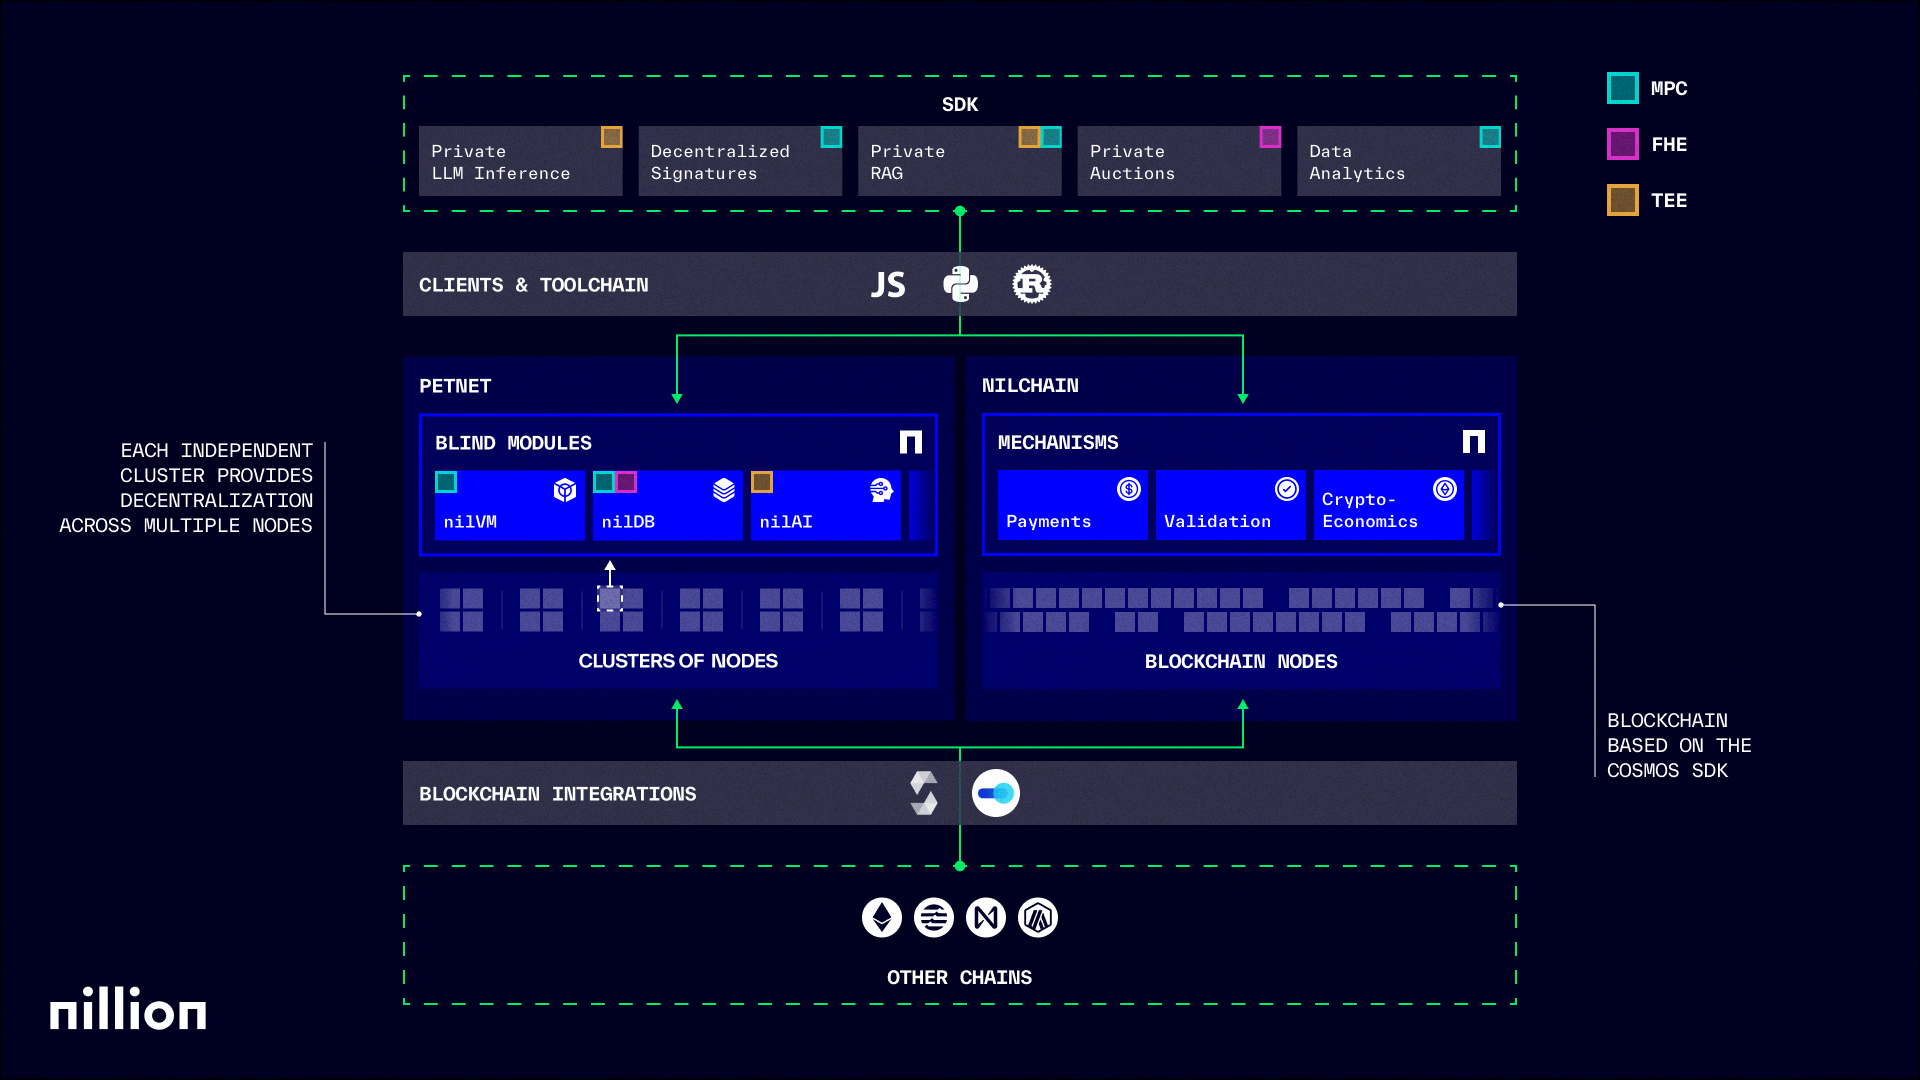 SDK
Private
LLM Inference
Decentralized
Signatures
Private
RAG
Private
Auctions
Data
Analytics
MPC
FHE
TEE
CLIENTS & TOOLCHAIN
JS
R
PETNET
BLIND MODULES
nilVM
nilDB
nilAI
CLUSTERS OF NODES
NILCHAIN
MECHANISMS
Payments
Validation
Crypto-
Economics
BLOCKCHAIN NODES
EACH INDEPENDENT
CLUSTER PROVIDES
DECENTRALIZATION
ACROSS MULTIPLE NODES
BLOCKCHAIN
BASED ON THE
COSMOS SDK
BLOCKCHAIN INTEGRATIONS
OTHER CHAINS
nillion